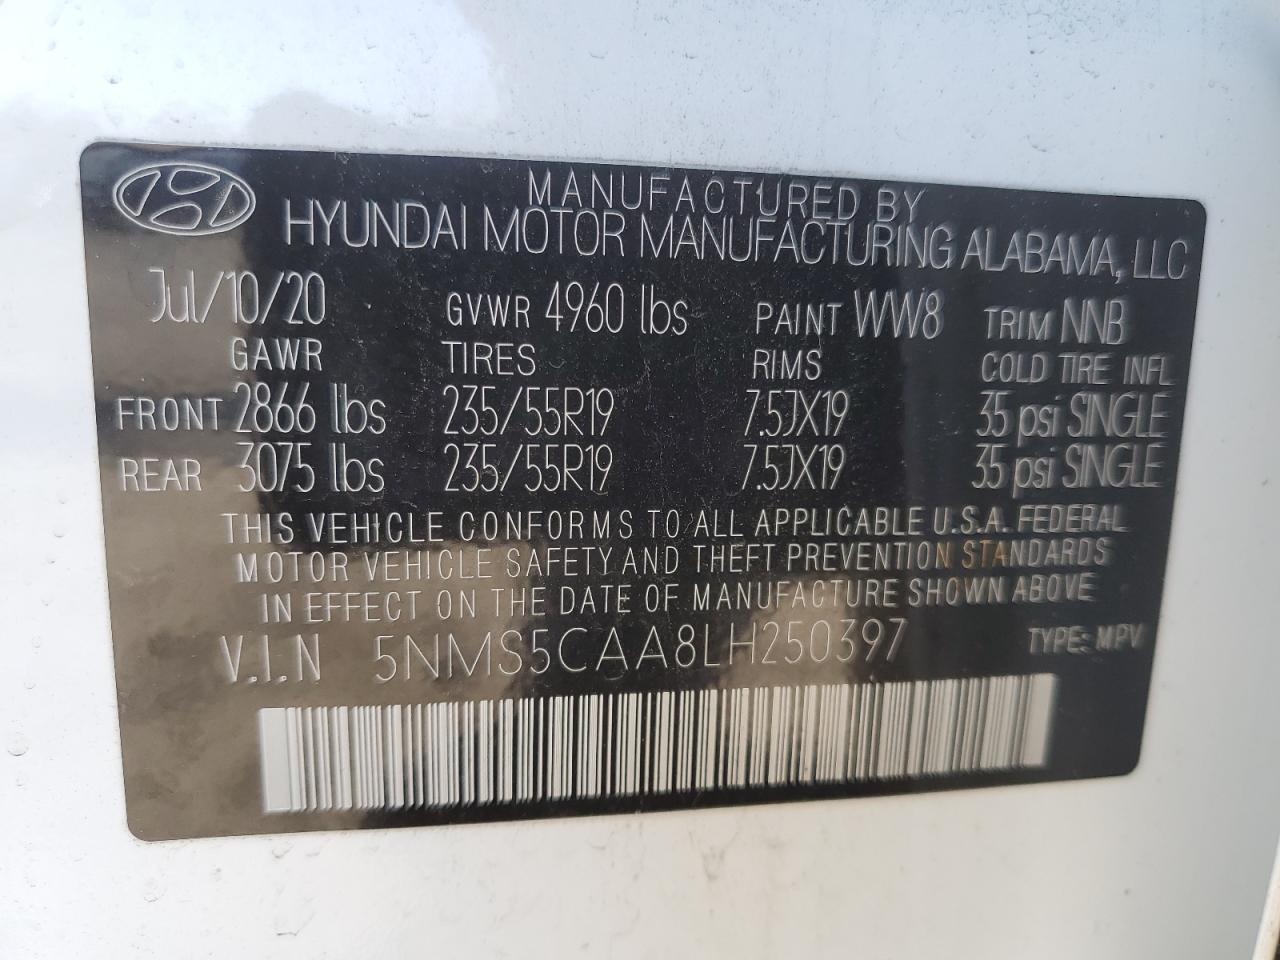 MANUFACTURED BY
HYUNDAI MOTOR MANUFACTURING ALABAMA, LLC
Jul/10/20 GVWR 4960 lbs PAINT WW8 TRIM NNB
GAWR TIRES RIMS COLD TIRE INFL
FRONT 2866 lbs 235/55R19 7.5JX19 35 psi SINGLE
REAR 3075 lbs 235/55R19 7.5JX19 35 psi SINGLE
THIS VEHICLE CONFORMS TO ALL APPLICABLE U.S.A. FEDERAL
MOTOR VEHICLE SAFETY AND THEFT PREVENTION STANDARDS
IN EFFECT ON THE DATE OF MANUFACTURE SHOWN ABOVE
V.I.N 5NMS5CAA8LH250397 TYPE: MPV